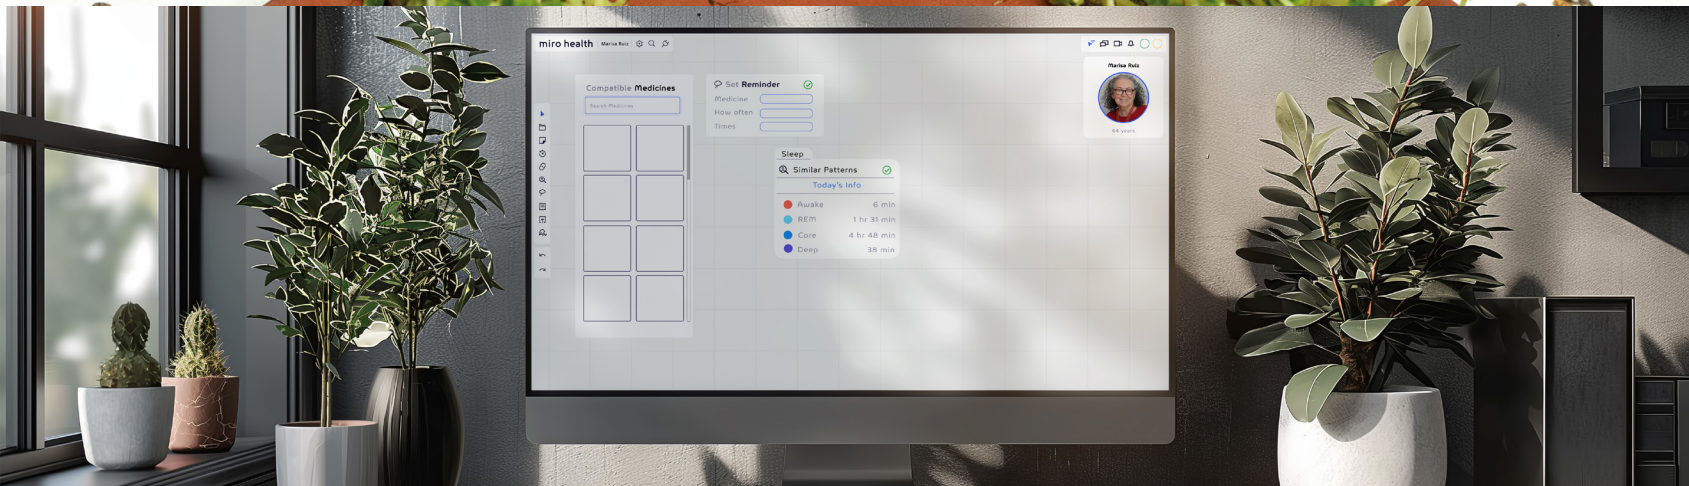 miro health
Marisa Ruiz
Marisa Ruiz
64 years
Compatible Medicines
Search Medicines
Set Reminder
Medicine
How often
Times
Sleep
Similar Patterns
Today's Info
Awake 6 min
REM 1 hr 31 min
Core 4 hr 48 min
Deep 38 min